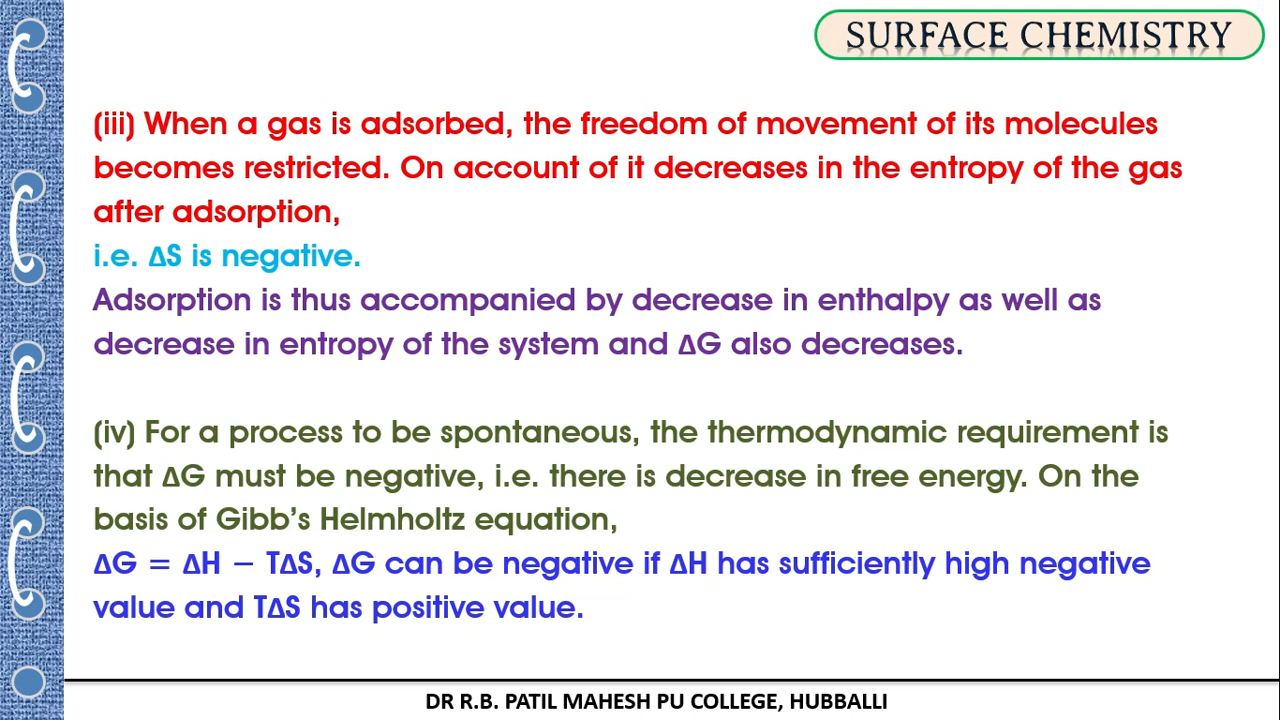 SURFACE CHEMISTRY
(iii) When a gas is adsorbed, the freedom of movement of its molecules
becomes restricted. On account of it decreases in the entropy of the gas
after adsorption,
i.e. ΔS is negative.
Adsorption is thus accompanied by decrease in enthalpy as well as
decrease in entropy of the system and ΔG also decreases.
(iv) For a process to be spontaneous, the thermodynamic requirement is
that ΔG must be negative, i.e. there is decrease in free energy. On the
basis of Gibb’s Helmholtz equation,
ΔG = ΔH – TΔS, ΔG can be negative if ΔH has sufficiently high negative
value and TΔS has positive value.
DR R.B. PATIL MAHESH PU COLLEGE, HUBBALLI